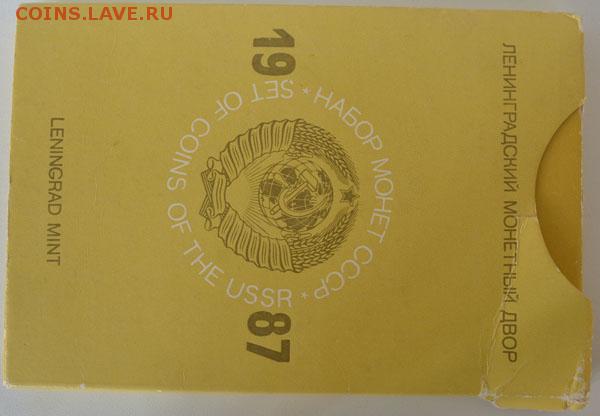 COINS.LAVE.RU
ЛЕНИНГРАДСКИЙ МОНЕТНЫЙ ДВОР
19 87
* НАБОР МОНЕТ СССР *
SET OF COINS OF THE USSR
LENINGRAD MINT